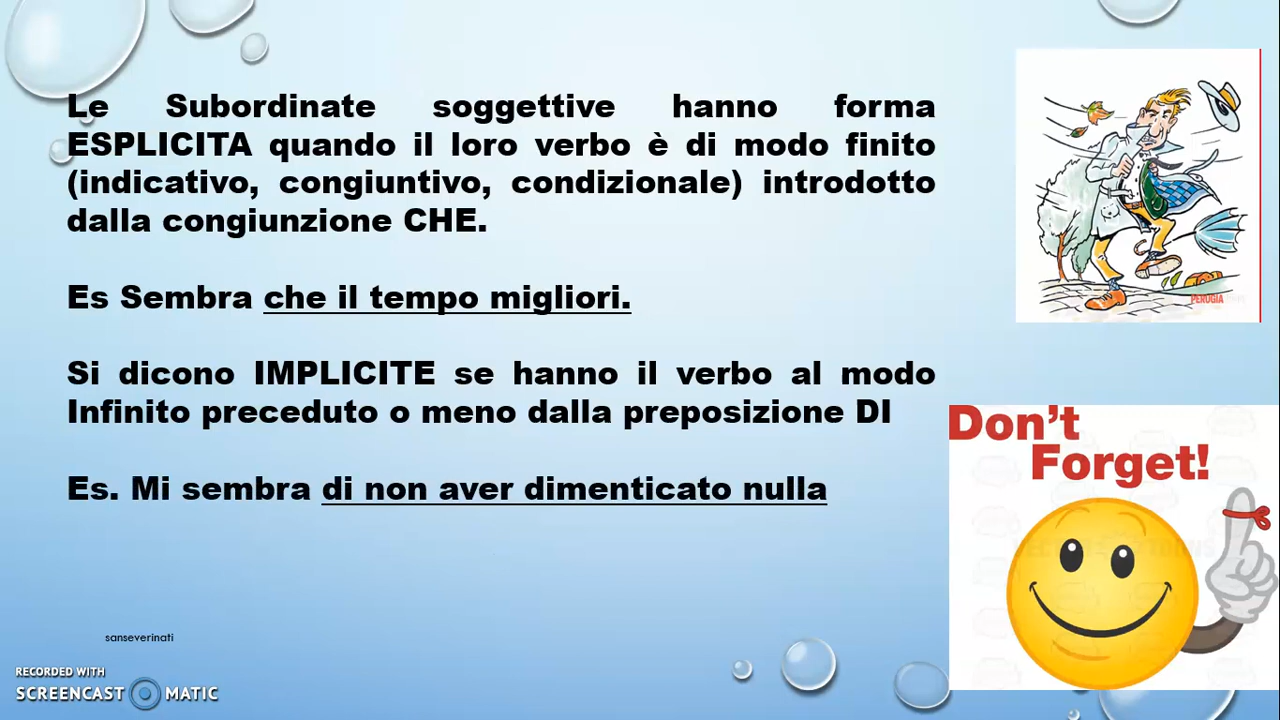 Le Subordinate soggettive hanno forma
ESPLICITA quando il loro verbo è di modo finito
(indicativo, congiuntivo, condizionale) introdotto
dalla congiunzione CHE.
Es Sembra che il tempo migliori.
Si dicono IMPLICITE se hanno il verbo al modo
Infinito preceduto o meno dalla preposizione DI
Es. Mi sembra di non aver dimenticato nulla
PERUGIA
Don't
Forget!
sanseverinati
RECORDED WITH
SCREENCAST MATIC